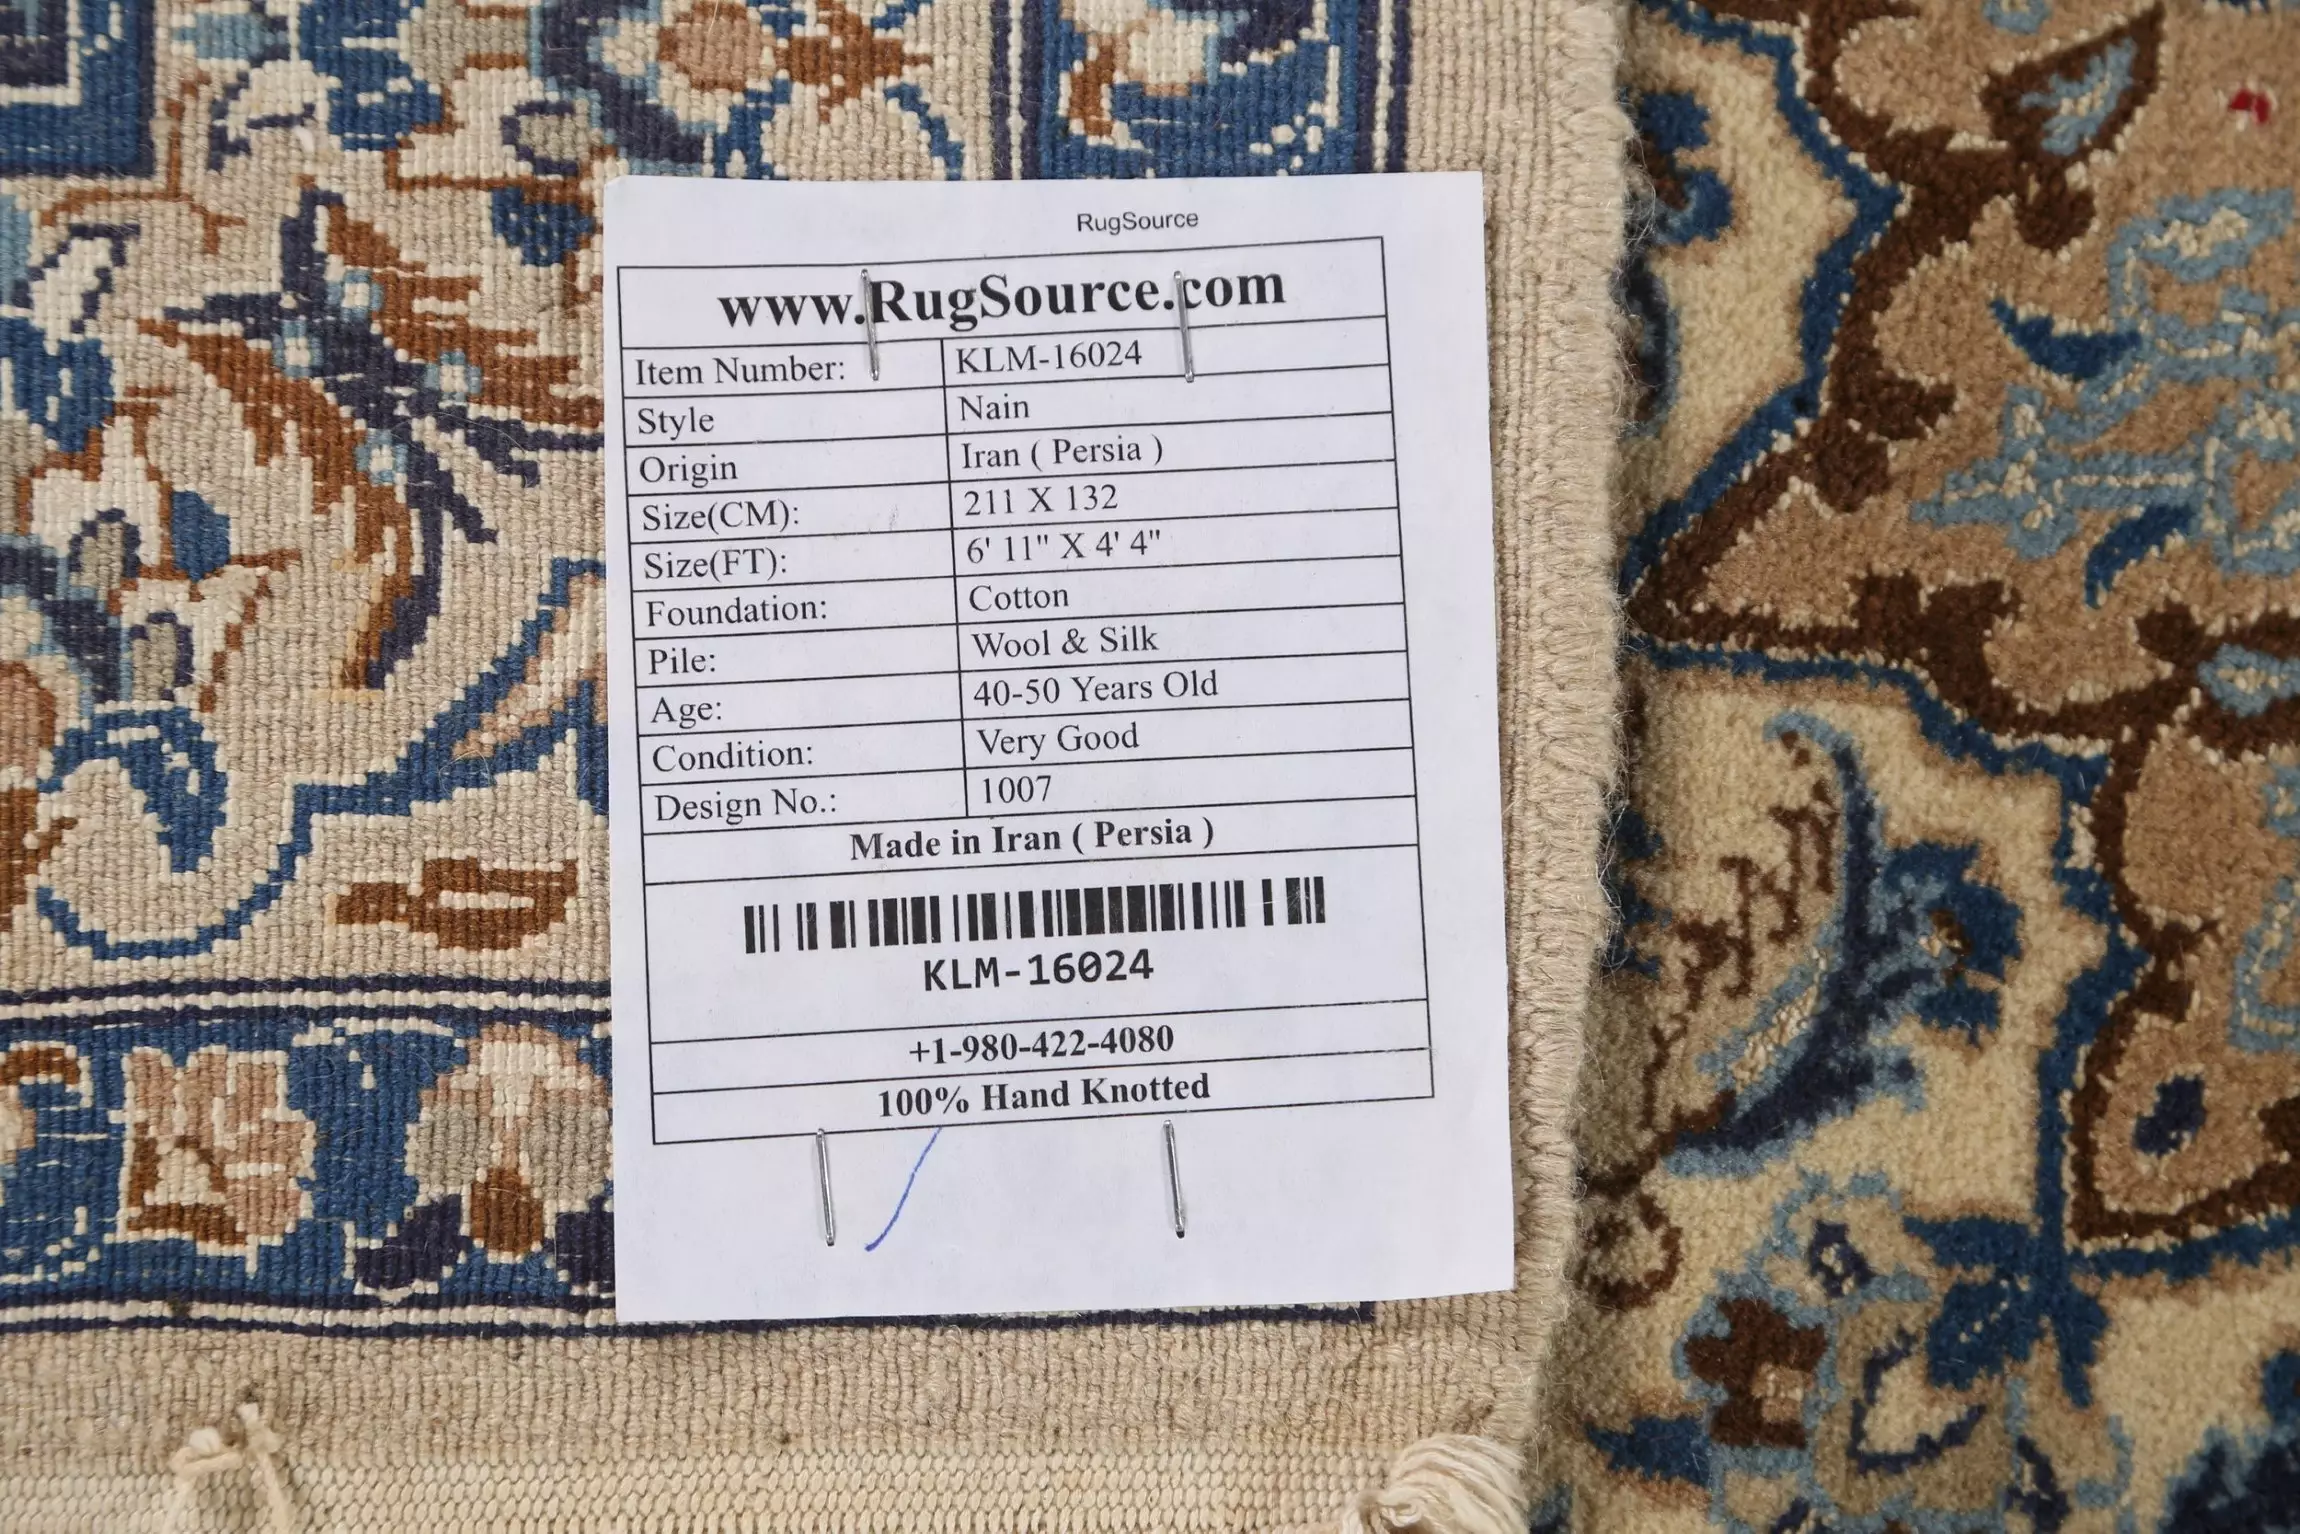 RugSource
www.RugSource.com
Item Number: KLM-16024
Style Nain
Origin Iran ( Persia )
Size(CM): 211 X 132
Size(FT): 6' 11" X 4' 4"
Foundation: Cotton
Pile: Wool & Silk
Age: 40-50 Years Old
Condition: Very Good
Design No.: 1007
Made in Iran ( Persia )
KLM-16024
+1-980-422-4080
100% Hand Knotted